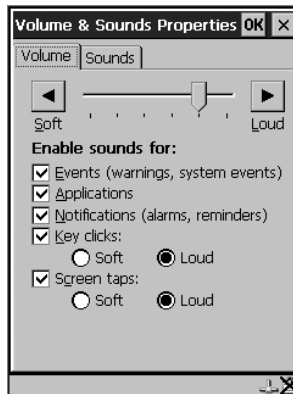 Volume & Sounds Properties OK ×
Volume Sounds
Soft Loud
Enable sounds for:
Events (warnings, system events)
Applications
Notifications (alarms, reminders)
Key clicks:
Soft Loud
Screen taps:
Soft Loud